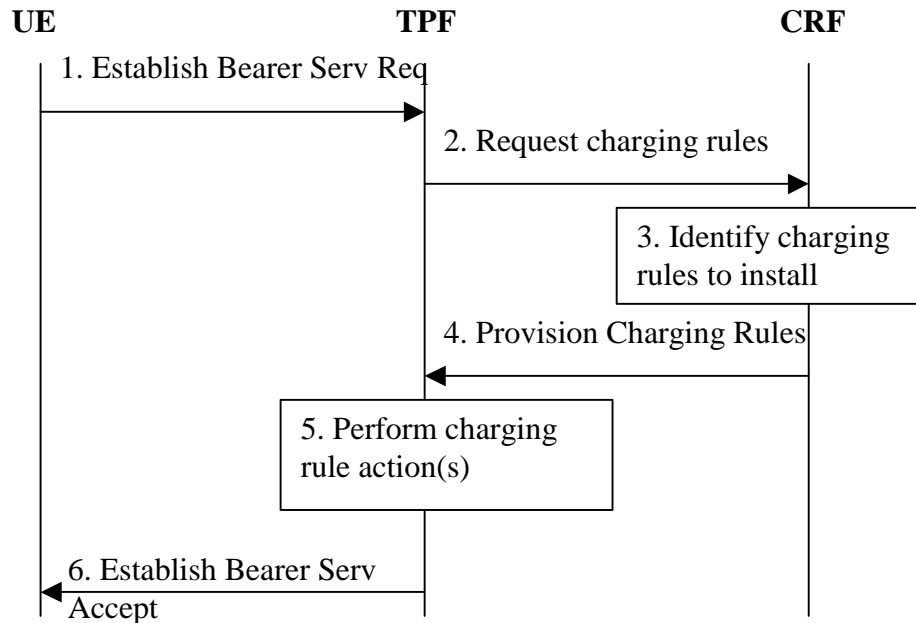 UE TPF CRF
1. Establish Bearer Serv Req
2. Request charging rules
3. Identify charging
rules to install
4. Provision Charging Rules
5. Perform charging
rule action(s)
6. Establish Bearer Serv
Accept